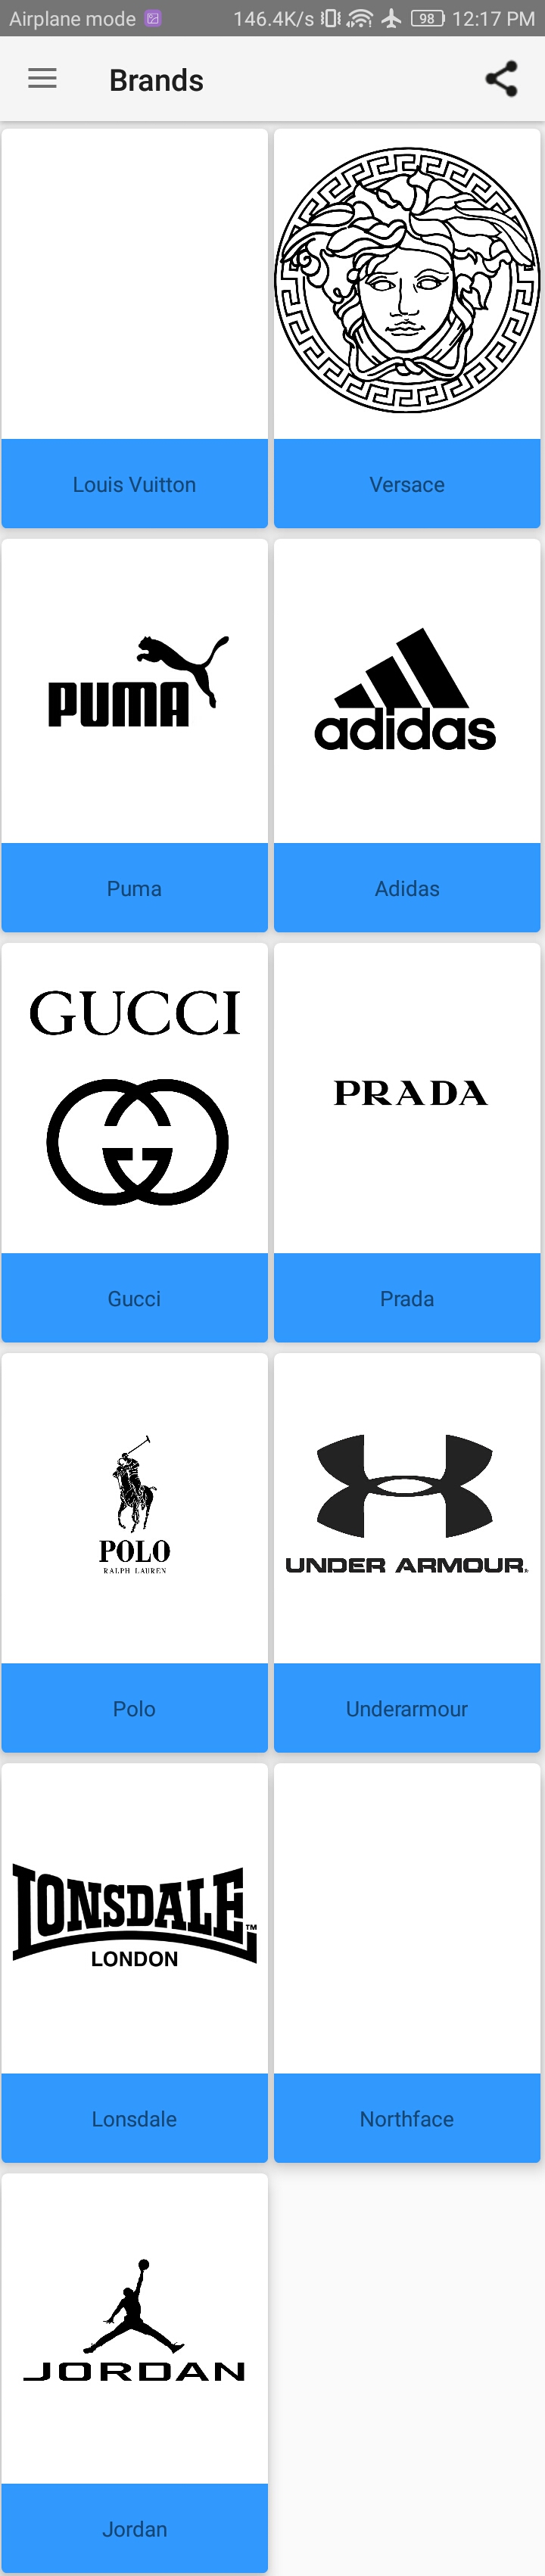 Airplane mode 146.4K/s 98 12:17 PM
Brands
Louis Vuitton
Versace
PUMA
adidas
Puma
Adidas
GUCCI
PRADA
Gucci
Prada
POLO
RALPH LAUREN
UNDER ARMOUR
Polo
Underarmour
LONSDALE™
LONDON
Lonsdale
Northface
JORDAN
Jordan